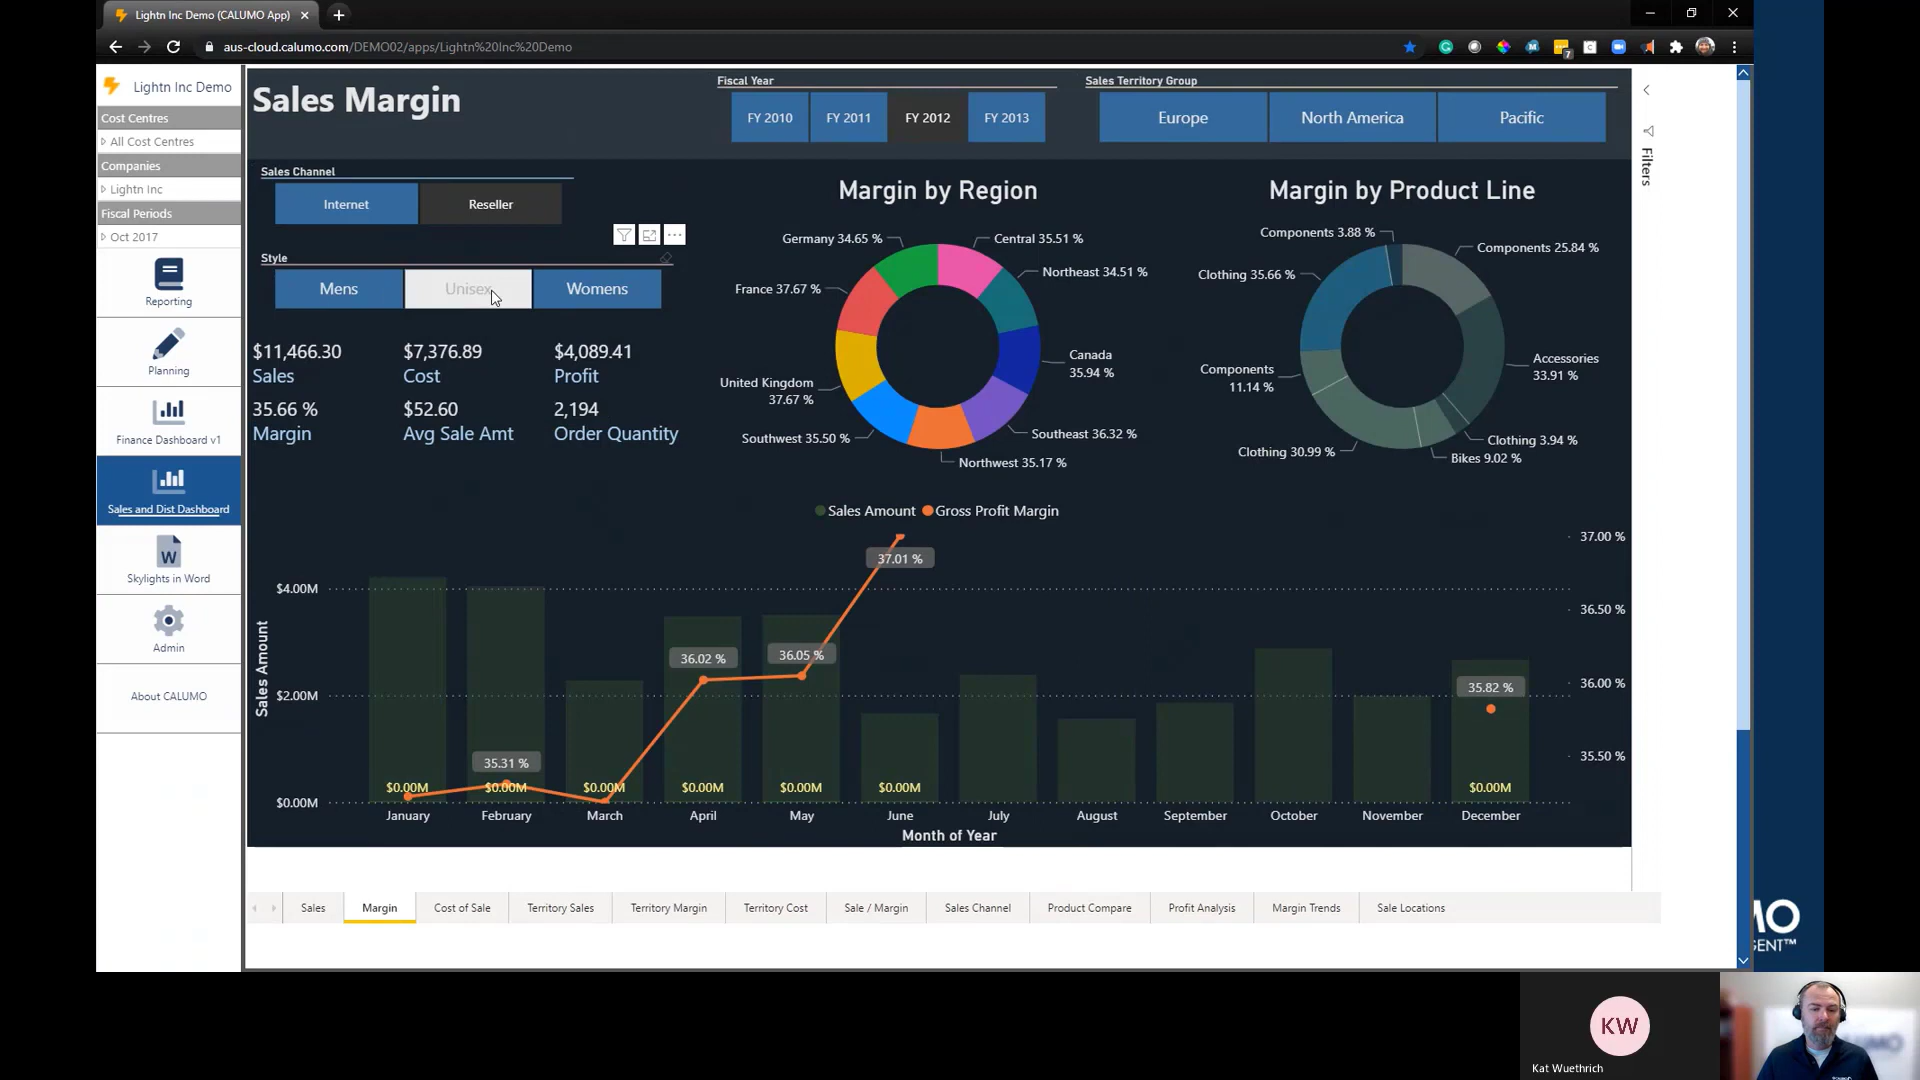 Lightn Inc Demo (CALUMO App)
aus-cloud.calumo.com/DEMO02/apps/Lightn%20Inc%20Demo
7
Lightn Inc Demo
Cost Centres
All Cost Centres
Companies
Lightn Inc
Fiscal Periods
Oct 2017
Reporting
Planning
Finance Dashboard v1
Sales and Dist Dashboard
W
Skylights in Word
Admin
About CALUMO
Sales Margin
Fiscal Year
FY 2010 FY 2011 FY 2012 FY 2013
Sales Territory Group
Europe North America Pacific
Filters
Sales Channel
Internet Reseller
Style
Mens Unisex Womens
$11,466.30 $7,376.89 $4,089.41
Sales Cost Profit
35.66 % $52.60 2,194
Margin Avg Sale Amt Order Quantity
Margin by Region
Germany 34.65 % Central 35.51 %
Northeast 34.51 %
France 37.67 %
Canada
35.94 %
United Kingdom
37.67 %
Southeast 36.32 %
Southwest 35.50 %
Northwest 35.17 %
Margin by Product Line
Components 3.88 %
Components 25.84 %
Clothing 35.66 %
Accessories
33.91 %
Components
11.14 %
Clothing 3.94 %
Clothing 30.99 %
Bikes 9.02 %
Sales Amount Gross Profit Margin
37.00 %
37.01 %
$4.00M
36.50 %
36.02 % 36.05 %
Sales Amount
$2.00M
36.00 %
35.82 %
35.31 %
35.50 %
$0.00M $0.00M $0.00M $0.00M $0.00M $0.00M $0.00M
$0.00M
January February March April May June July August September October November December
Month of Year
Sales Margin Cost of Sale Territory Sales Territory Margin Territory Cost Sale / Margin Sales Channel Product Compare Profit Analysis Margin Trends Sale Locations
MO
GENT™
KW
Kat Wuethrich